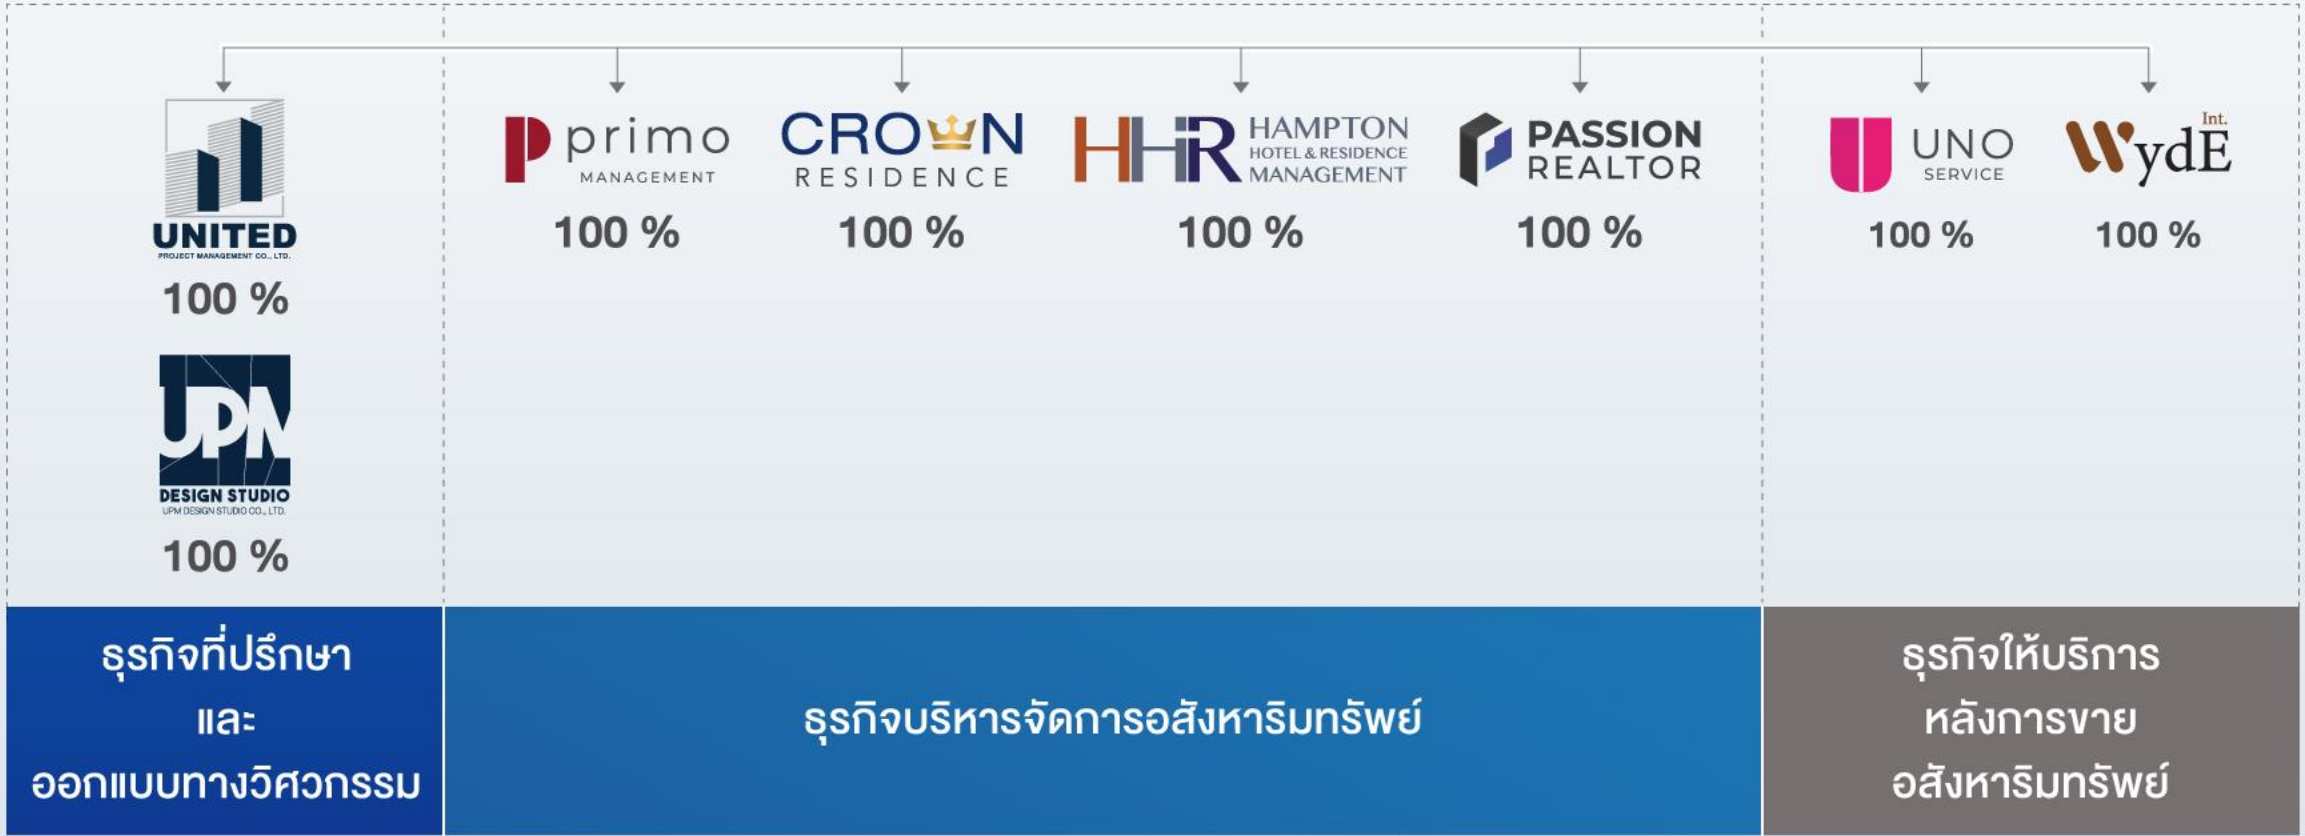 UNITED
PROJECT MANAGEMENT CO., LTD.
100 %
UPM
DESIGN STUDIO
UPM DESIGN STUDIO CO., LTD.
100 %
primo
MANAGEMENT
100 %
CROWN
RESIDENCE
100 %
HHR
HAMPTON
HOTEL & RESIDENCE
MANAGEMENT
100 %
PASSION
REALTOR
100 %
UNO
SERVICE
100 %
Int.
WydE
100 %
ธุรกิจที่ปรึกษา
และ
ออกแบบทางวิศวกรรม
ธุรกิจบริหารจัดการอสังหาริมทรัพย์
ธุรกิจให้บริการ
หลังการขาย
อสังหาริมทรัพย์